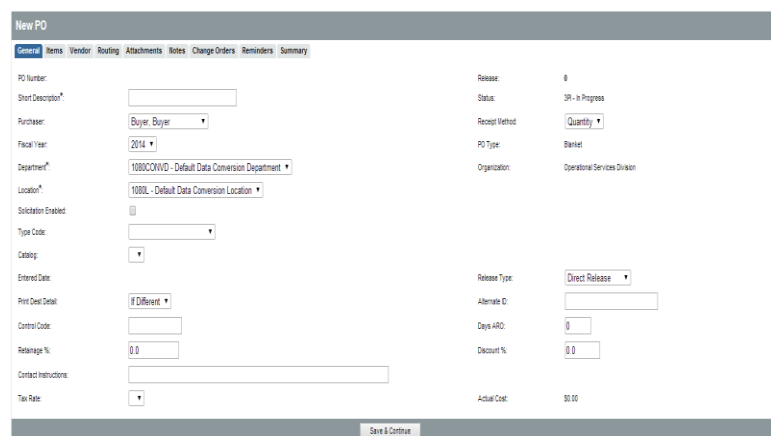 New PO
General Items Vendor Routing Attachments Notes Change Orders Reminders Summary
PO Number: Release: 0
Short Description*: Status: 3PI - In Progress
Purchaser: Buyer, Buyer Receipt Method: Quantity
Fiscal Year: 2014 PO Type: Blanket
Department*: 1080CONVD - Default Data Conversion Department Organization: Operational Services Division
Location*: 1080L - Default Data Conversion Location
Solicitation Enabled:
Type Code:
Catalog:
Entered Date: Release Type: Direct Release
Print Dest Detail: If Different Alternate ID:
Control Code: Days ARO: 0
Retainage %: 0.0 Discount %: 0.0
Contact Instructions:
Tax Rate: Actual Cost: $0.00
Save & Continue